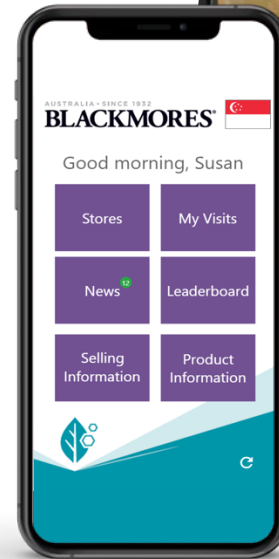 AUSTRALIA • SINCE 1932
BLACKMORES®
Good morning, Susan
Stores
My Visits
News 12
Leaderboard
Selling
Information
Product
Information